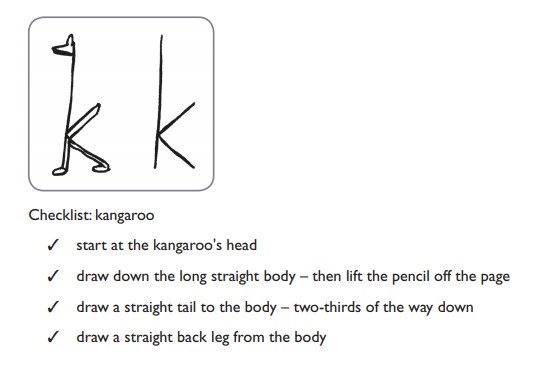 k
Checklist: kangaroo
✓ start at the kangaroo's head
✓ draw down the long straight body – then lift the pencil off the page
✓ draw a straight tail to the body – two-thirds of the way down
✓ draw a straight back leg from the body